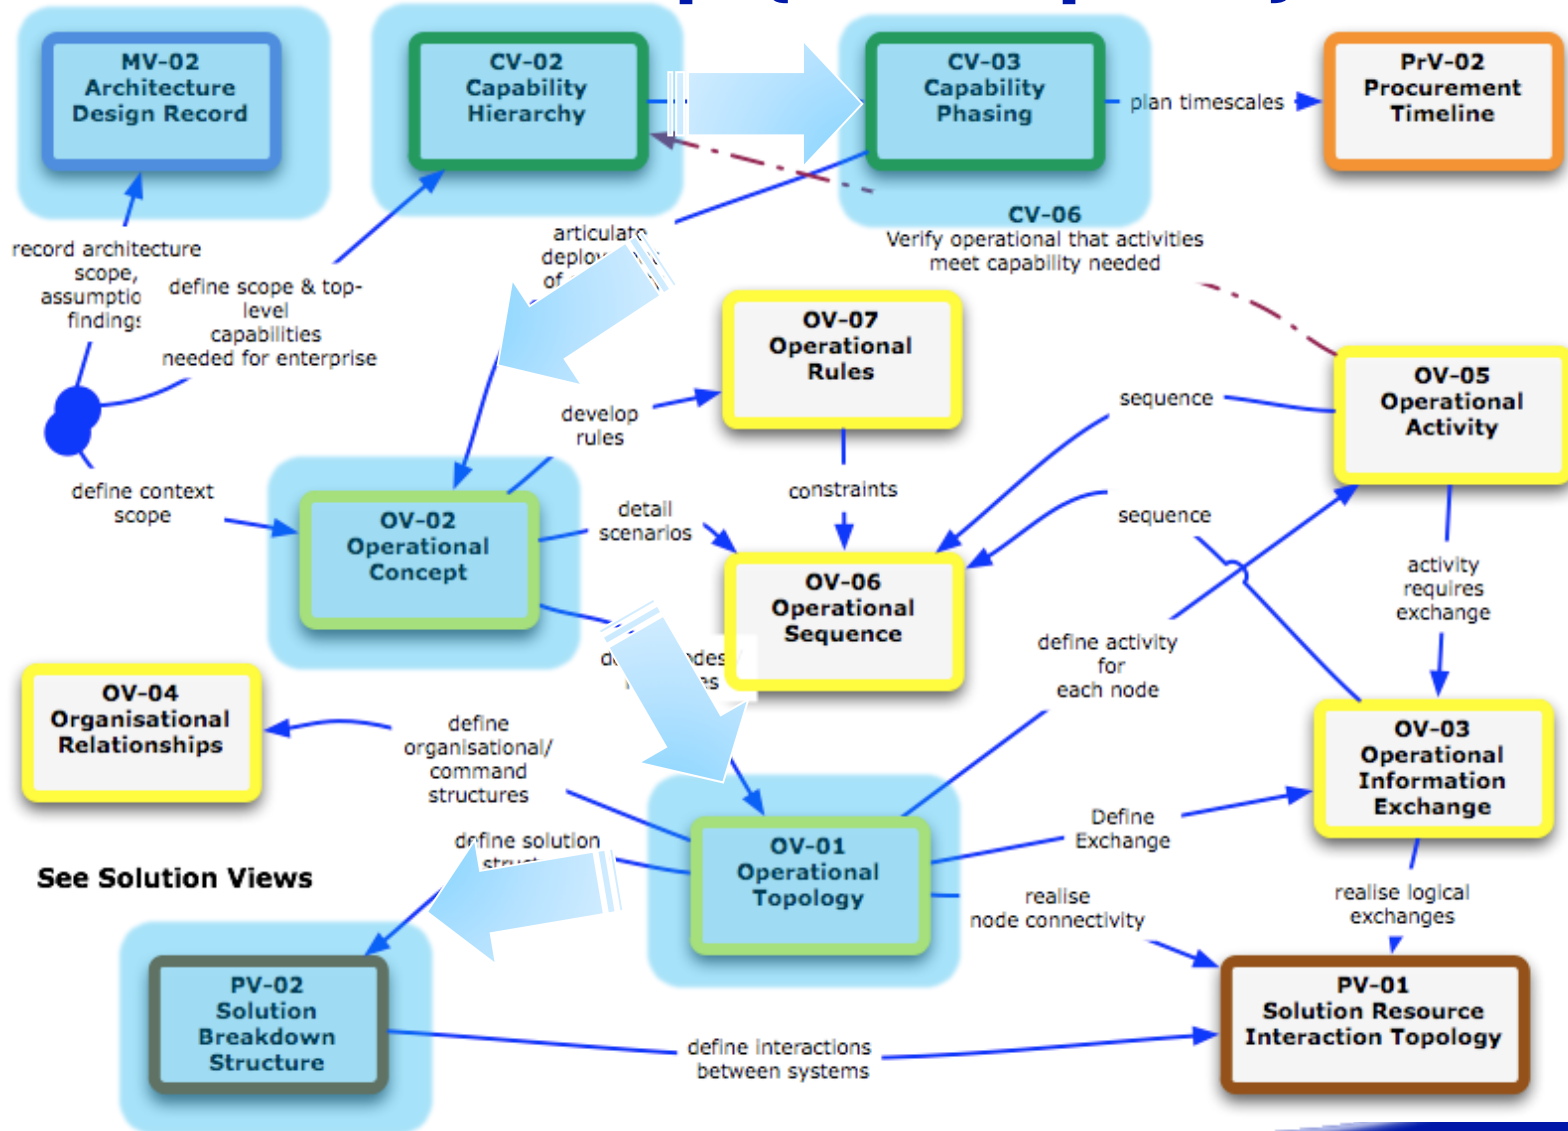 MV-02
Architecture
Design Record
CV-02
Capability
Hierarchy
CV-03
Capability
Phasing
plan timescales
PrV-02
Procurement
Timeline
record architecture
scope,
findings
define scope & top-
level
capabilities
needed for enterprise
articulate
of
CV-06
Verify operational that activities
meet capability needed
OV-07
Operational
Rules
OV-05
Operational
Activity
sequence
develop
rules
constraints
define context
scope
OV-02
Operational
Concept
detail
scenarios
sequence
OV-06
Operational
Sequence
activity
requires
exchange
define activity
for
each node
OV-04
Organisational
Relationships
define
organisational/
command
structures
OV-03
Operational
Information
Exchange
define solution
OV-01
Operational
Topology
Define
Exchange
See Solution Views
realise
node connectivity
realise logical
exchanges
PV-02
Solution
Breakdown
Structure
define interactions
between systems
PV-01
Solution Resource
Interaction Topology